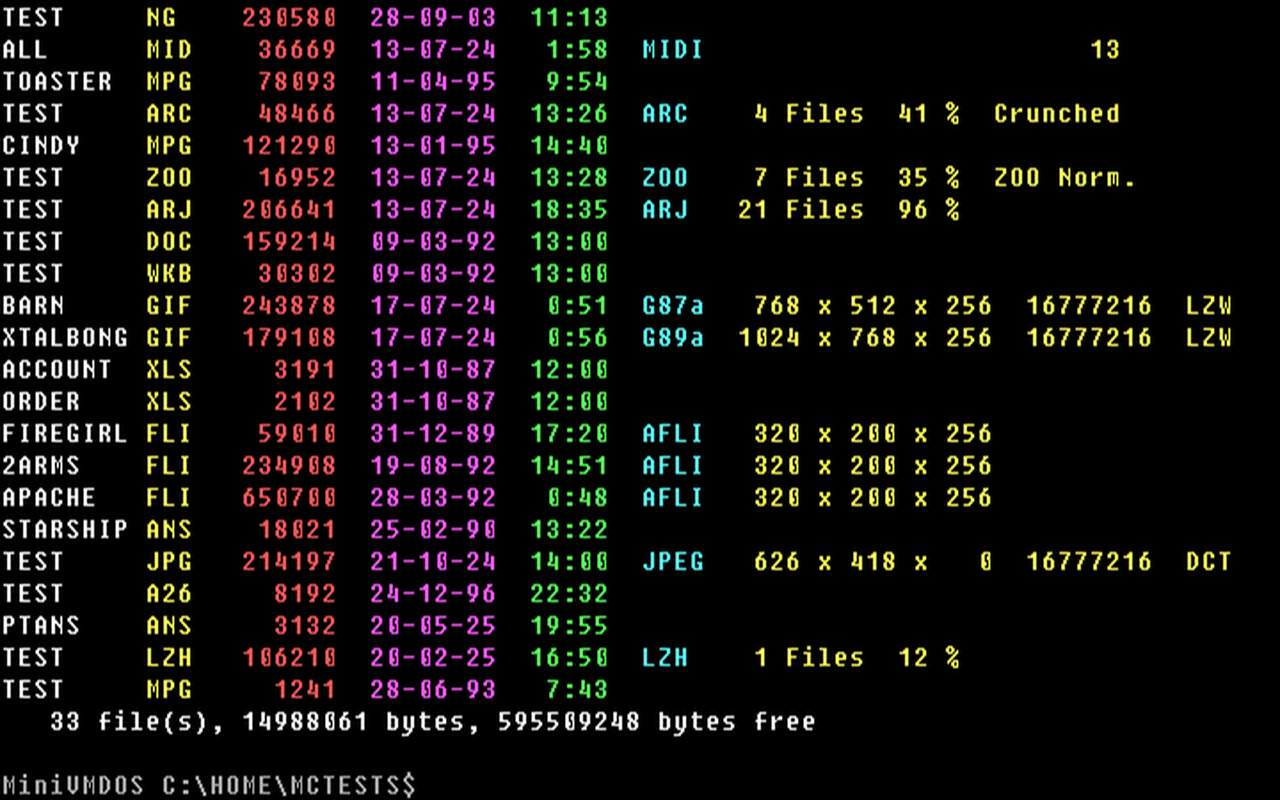 TEST     NG     230580  28-09-03  11:13
ALL      MID     36669  13-07-24   1:58  MIDI                        13
TOASTER  MPG     78093  11-04-95   9:54
TEST     ARC     48466  13-07-24  13:26  ARC    4 Files  41 %  Crunched
CINDY    MPG    121290  13-01-95  14:40
TEST     ZOO     16952  13-07-24  13:28  ZOO    7 Files  35 %  ZOO Norm.
TEST     ARJ    206641  13-07-24  18:35  ARJ   21 Files  96 %
TEST     DOC    159214  09-03-92  13:00
TEST     WKB     30302  09-03-92  13:00
BARN     GIF    243878  17-07-24   0:51  G87a   768 x 512 x 256  16777216  LZW
XTALBONG GIF    179108  17-07-24   0:56  G89a  1024 x 768 x 256  16777216  LZW
ACCOUNT  XLS      3191  31-10-87  12:00
ORDER    XLS      2102  31-10-87  12:00
FIREGIRL FLI     59010  31-12-89  17:20  AFLI   320 x 200 x 256
2ARMS    FLI    234908  19-08-92  14:51  AFLI   320 x 200 x 256
APACHE   FLI    650700  28-03-92   0:48  AFLI   320 x 200 x 256
STARSHIP ANS     18021  25-02-90  13:22
TEST     JPG    214197  21-10-24  14:00  JPEG   626 x 418 x   0  16777216  DCT
TEST     A26      8192  24-12-96  22:32
PTANS    ANS      3132  20-05-25  19:55
TEST     LZH    106210  20-02-25  16:50  LZH    1 Files  12 %
TEST     MPG      1241  28-06-93   7:43
   33 file(s), 14988061 bytes, 595509248 bytes free
MiniVMDOS C:\HOME\MCTESTS$